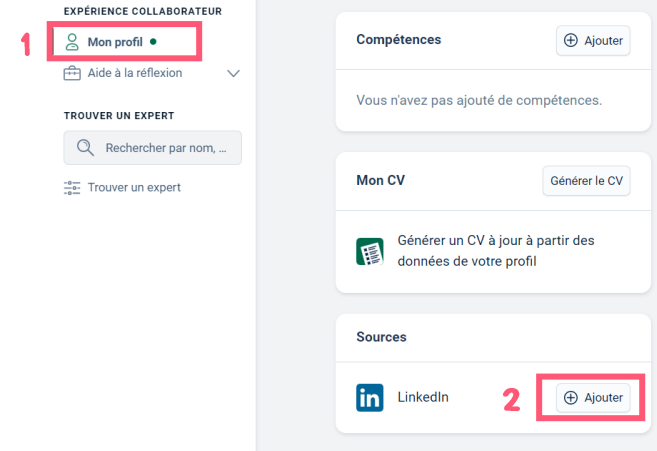 EXPÉRIENCE COLLABORATEUR
1
Mon profil
Aide à la réflexion
TROUVER UN EXPERT
Rechercher par nom, ...
Trouver un expert
Compétences
Ajouter
Vous n'avez pas ajouté de compétences.
Mon CV
Générer le CV
Générer un CV à jour à partir des
données de votre profil
Sources
in
LinkedIn
2
Ajouter